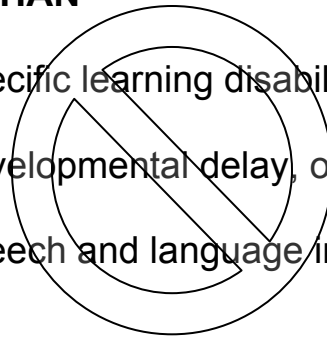 HAN
ecific learning disabil
velopmental delay, o
eech and language i